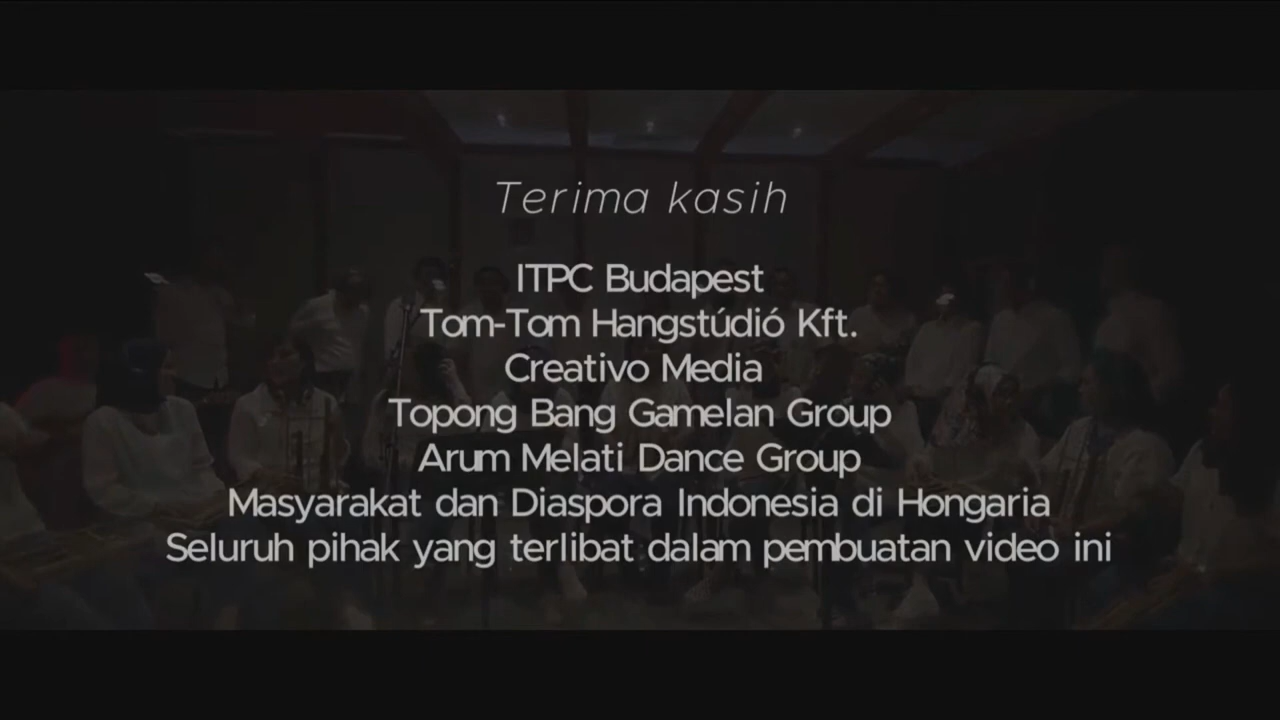 Terima kasih
ITPC Budapest
Tom-Tom Hangstúdió Kft.
Creativo Media
Topong Bang Gamelan Group
Arum Melati Dance Group
Masyarakat dan Diaspora Indonesia di Hongaria
Seluruh pihak yang terlibat dalam pembuatan video ini